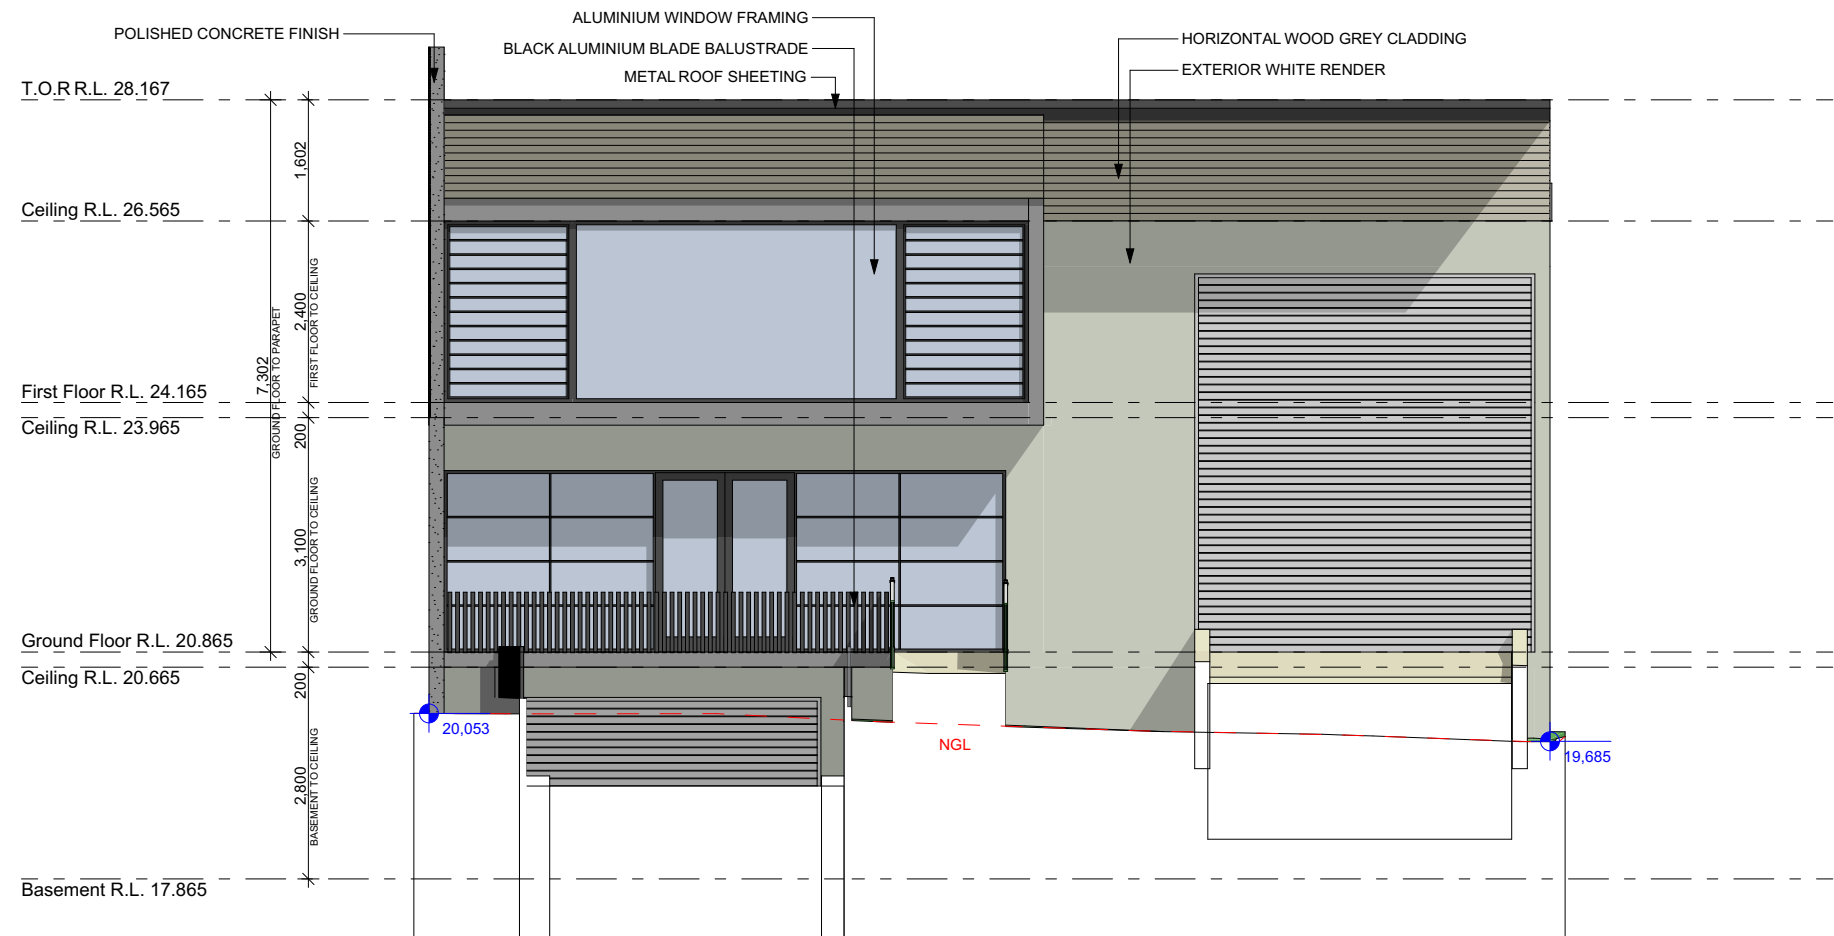 ALUMINIUM WINDOW FRAMING
POLISHED CONCRETE FINISH
HORIZONTAL WOOD GREY CLADDING
BLACK ALUMINIUM BLADE BALUSTRADE
EXTERIOR WHITE RENDER
METAL ROOF SHEETING
T.O.R R.L. 28.167
1,602
Ceiling R.L. 26.565
2,400
FIRST FLOOR TO CEILING
7,302
GROUND FLOOR TO PARAPET
First Floor R.L. 24.165
Ceiling R.L. 23.965
200
3,100
GROUND FLOOR TO CEILING
Ground Floor R.L. 20.865
Ceiling R.L. 20.665
200
20,053
NGL
19,685
2,800
BASEMENT TO CEILING
Basement R.L. 17.865